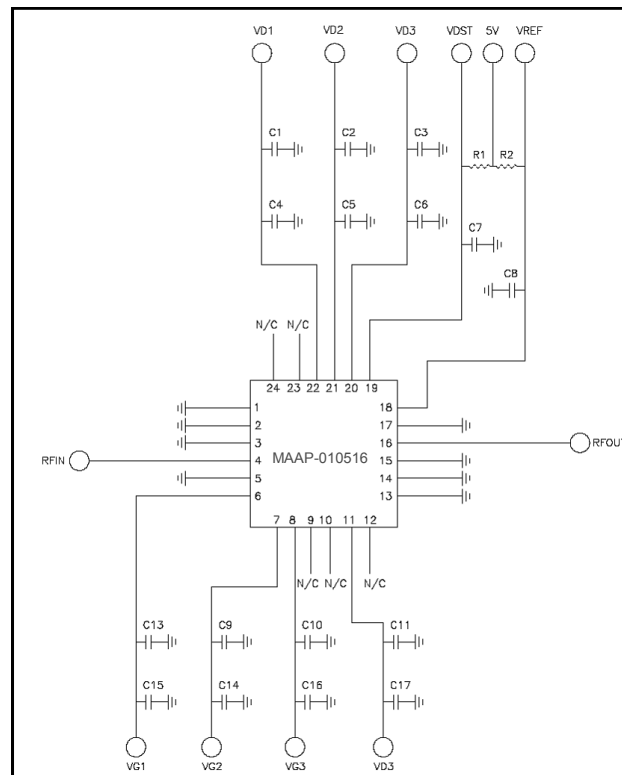 VD1 VD2 VD3 VDST 5V VREF
C1 C2 C3
R1 R2
C4 C5 C6
C7
C8
N/C N/C
24 23 22 21 20 19
1 18
2 17
3 16
RFIN 4 MAAP-010516 15 RFOUT
5 14
6 13
7 8 9 10 11 12
N/C N/C N/C
C13 C9 C10 C11
C15 C14 C16 C17
VG1 VG2 VG3 VD3